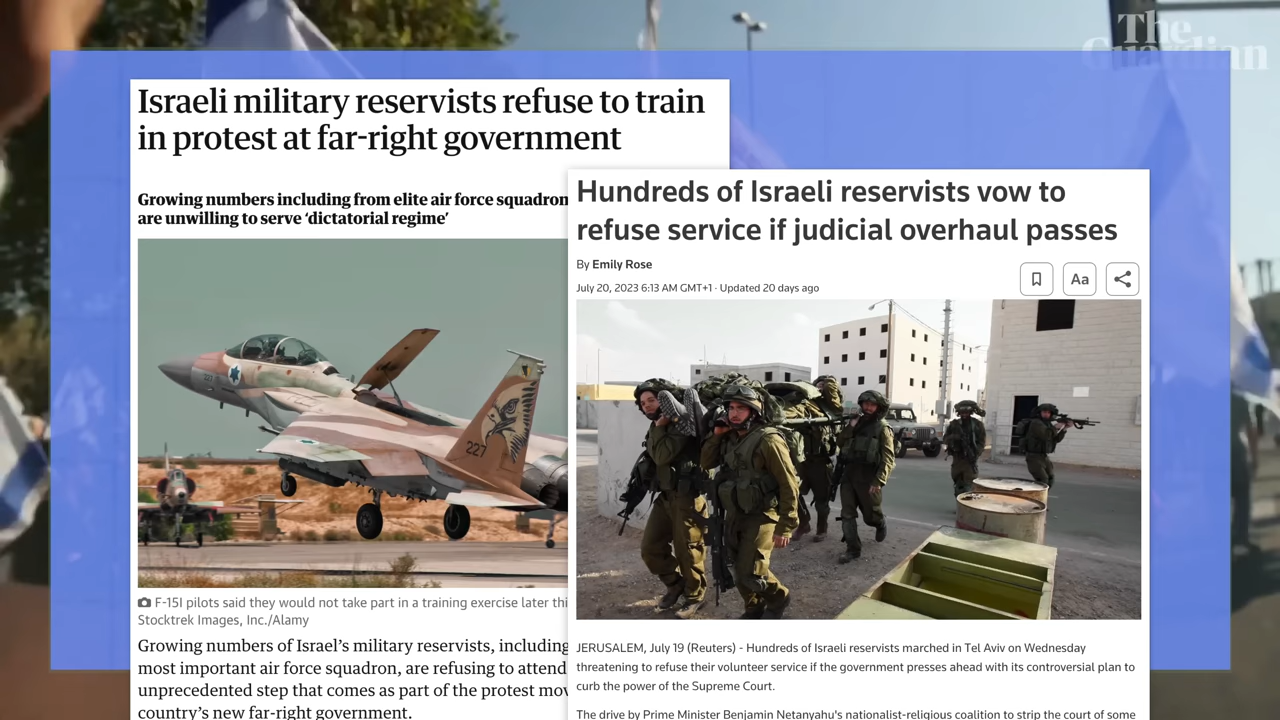 The
Guardian
Israeli military reservists refuse to train
in protest at far-right government
Growing numbers including from elite air force squadron
are unwilling to serve ‘dictatorial regime’
227
F-15I pilots said they would not take part in a training exercise later thi
Stocktrek Images, Inc./Alamy
Growing numbers of Israel’s military reservists, including
most important air force squadron, are refusing to attend
unprecedented step that comes as part of the protest mov
country’s new far-right government.
Hundreds of Israeli reservists vow to
refuse service if judicial overhaul passes
By Emily Rose
July 20, 2023 6:13 AM GMT+1 · Updated 20 days ago
Aa
JERUSALEM, July 19 (Reuters) - Hundreds of Israeli reservists marched in Tel Aviv on Wednesday
threatening to refuse their volunteer service if the government presses ahead with its controversial plan to
curb the power of the Supreme Court.
The drive by Prime Minister Benjamin Netanyahu's nationalist-religious coalition to strip the court of some